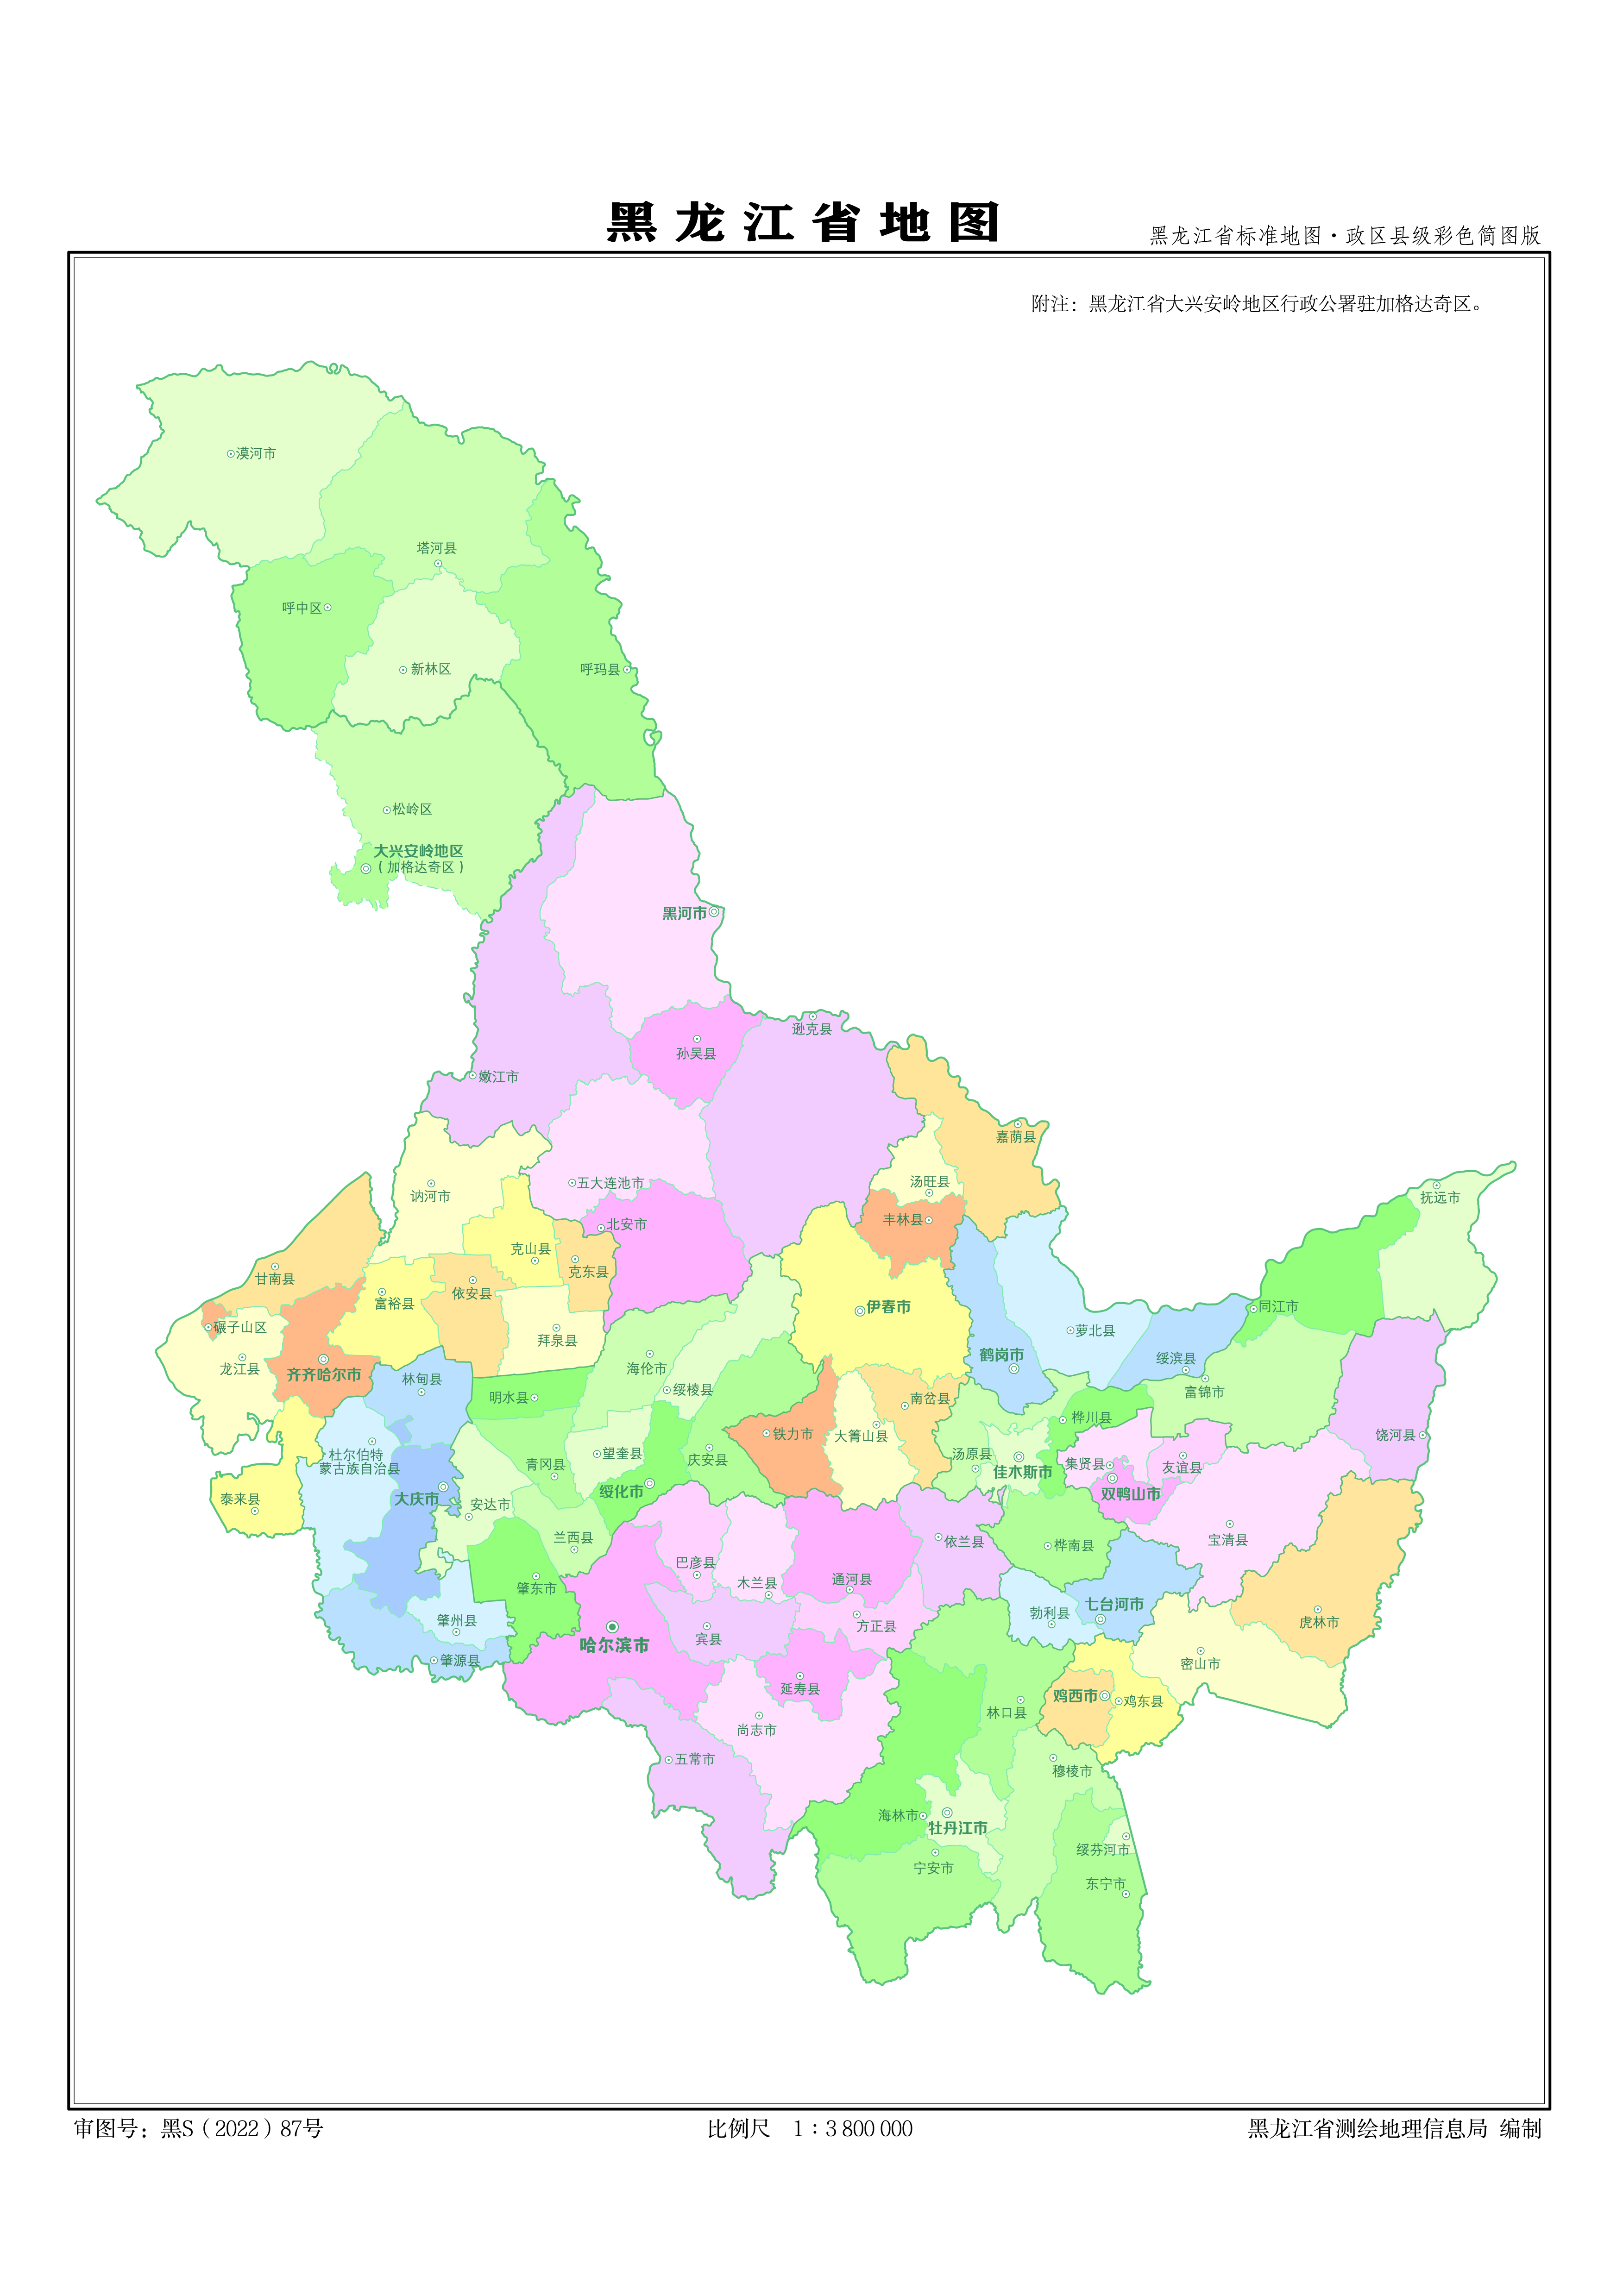 黑龙江省地图
黑龙江省标准地图·政区县级彩色简图版
附注：黑龙江省大兴安岭地区行政公署驻加格达奇区。
漠河市
塔河县
呼中区
新林区
呼玛县
松岭区
大兴安岭地区
（加格达奇区）
黑河市
逊克县
孙吴县
嫩江市
嘉荫县
汤旺县
五大连池市
讷河市
抚远市
丰林县
北安市
克山县
克东县
甘南县
依安县
富裕县
伊春市
同江市
碾子山区
萝北县
拜泉县
龙江县
齐齐哈尔市
海伦市
鹤岗市
绥滨县
林甸县
绥棱县
富锦市
明水县
南岔县
桦川县
铁力市
大箐山县
饶河县
杜尔伯特
蒙古族自治县
望奎县
庆安县
汤原县
集贤县
友谊县
青冈县
佳木斯市
绥化市
双鸭山市
大庆市
泰来县
安达市
兰西县
依兰县
桦南县
宝清县
巴彦县
木兰县
通河县
肇东市
七台河市
勃利县
虎林市
肇州县
方正县
宾县
哈尔滨市
肇源县
密山市
延寿县
鸡西市
鸡东县
林口县
尚志市
五常市
穆棱市
海林市
牡丹江市
绥芬河市
宁安市
东宁市
审图号：黑S（2022）87号
比例尺 1：3 800 000
黑龙江省测绘地理信息局 编制